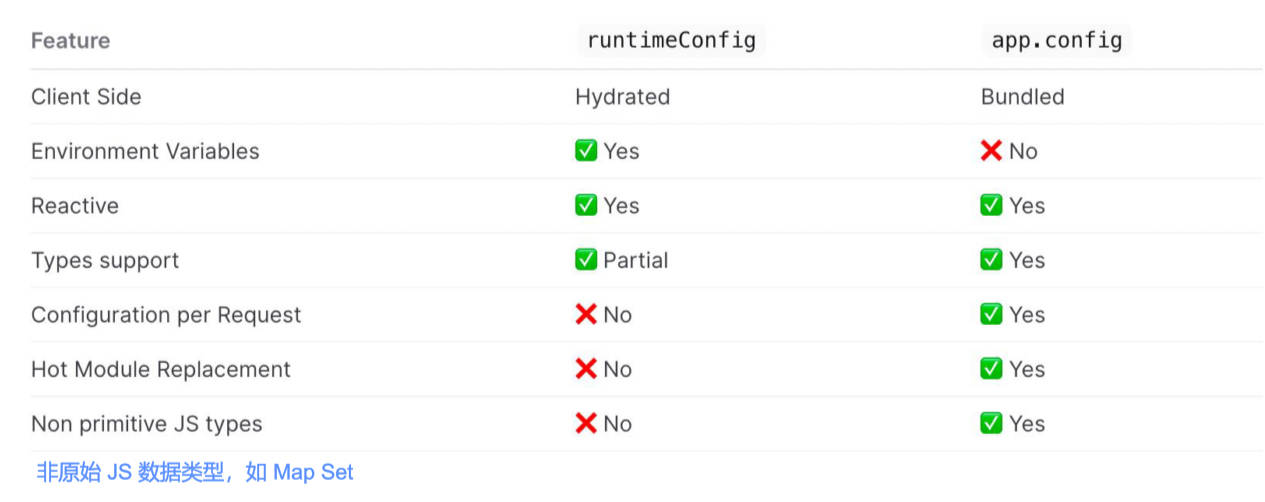 Feature runtimeConfig app.config
Client Side Hydrated Bundled
Environment Variables ✅ Yes ❌ No
Reactive ✅ Yes ✅ Yes
Types support ✅ Partial ✅ Yes
Configuration per Request ❌ No ✅ Yes
Hot Module Replacement ❌ No ✅ Yes
Non primitive JS types ❌ No ✅ Yes
非原始 JS 数据类型，如 Map Set